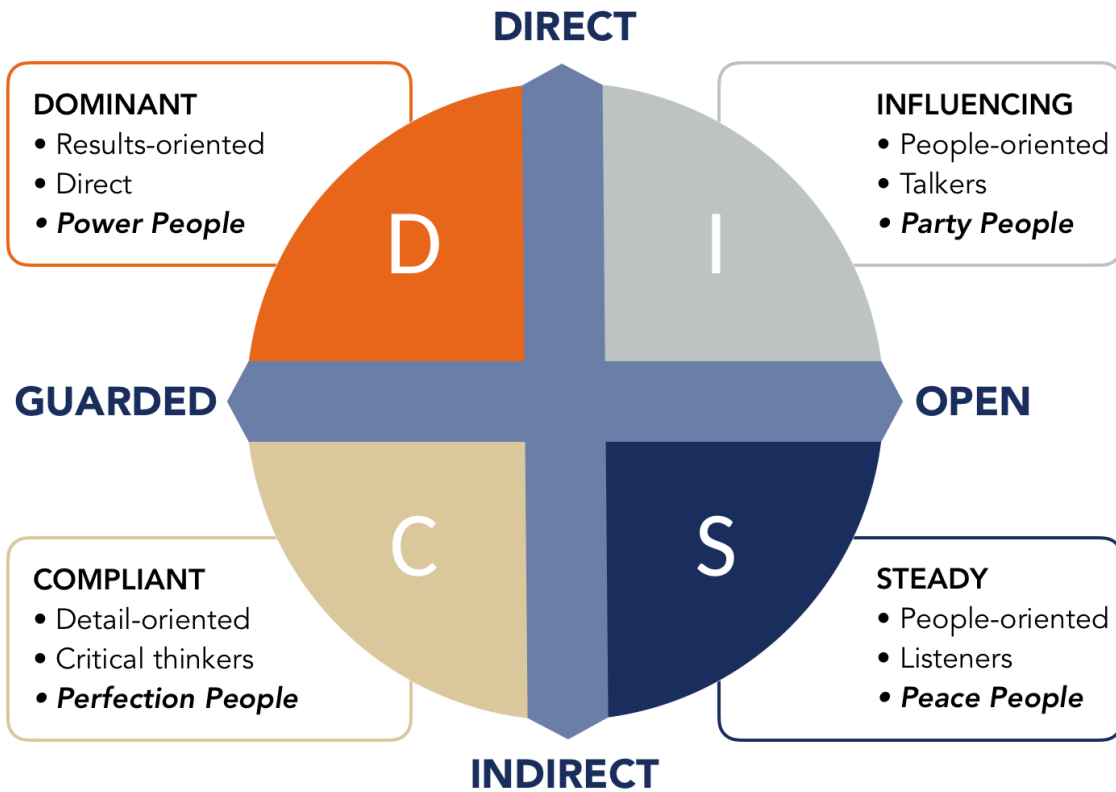 DIRECT
DOMINANT
• Results-oriented
• Direct
• Power People
INFLUENCING
• People-oriented
• Talkers
• Party People
D
I
GUARDED
OPEN
C
S
COMPLIANT
• Detail-oriented
• Critical thinkers
• Perfection People
STEADY
• People-oriented
• Listeners
• Peace People
INDIRECT